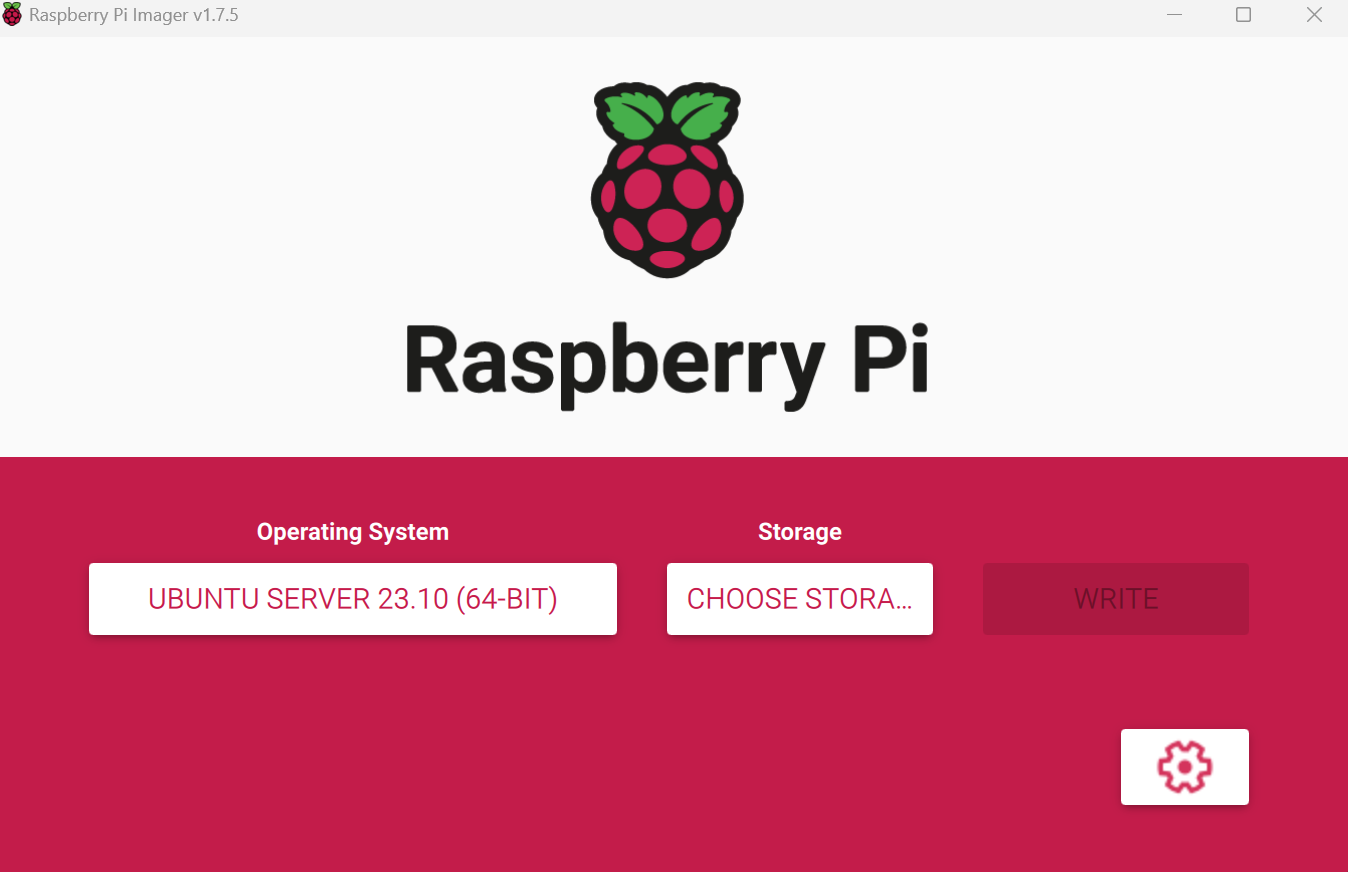 Raspberry Pi Imager v1.7.5
Raspberry Pi
Operating System
Storage
UBUNTU SERVER 23.10 (64-BIT)
CHOOSE STORA...
WRITE